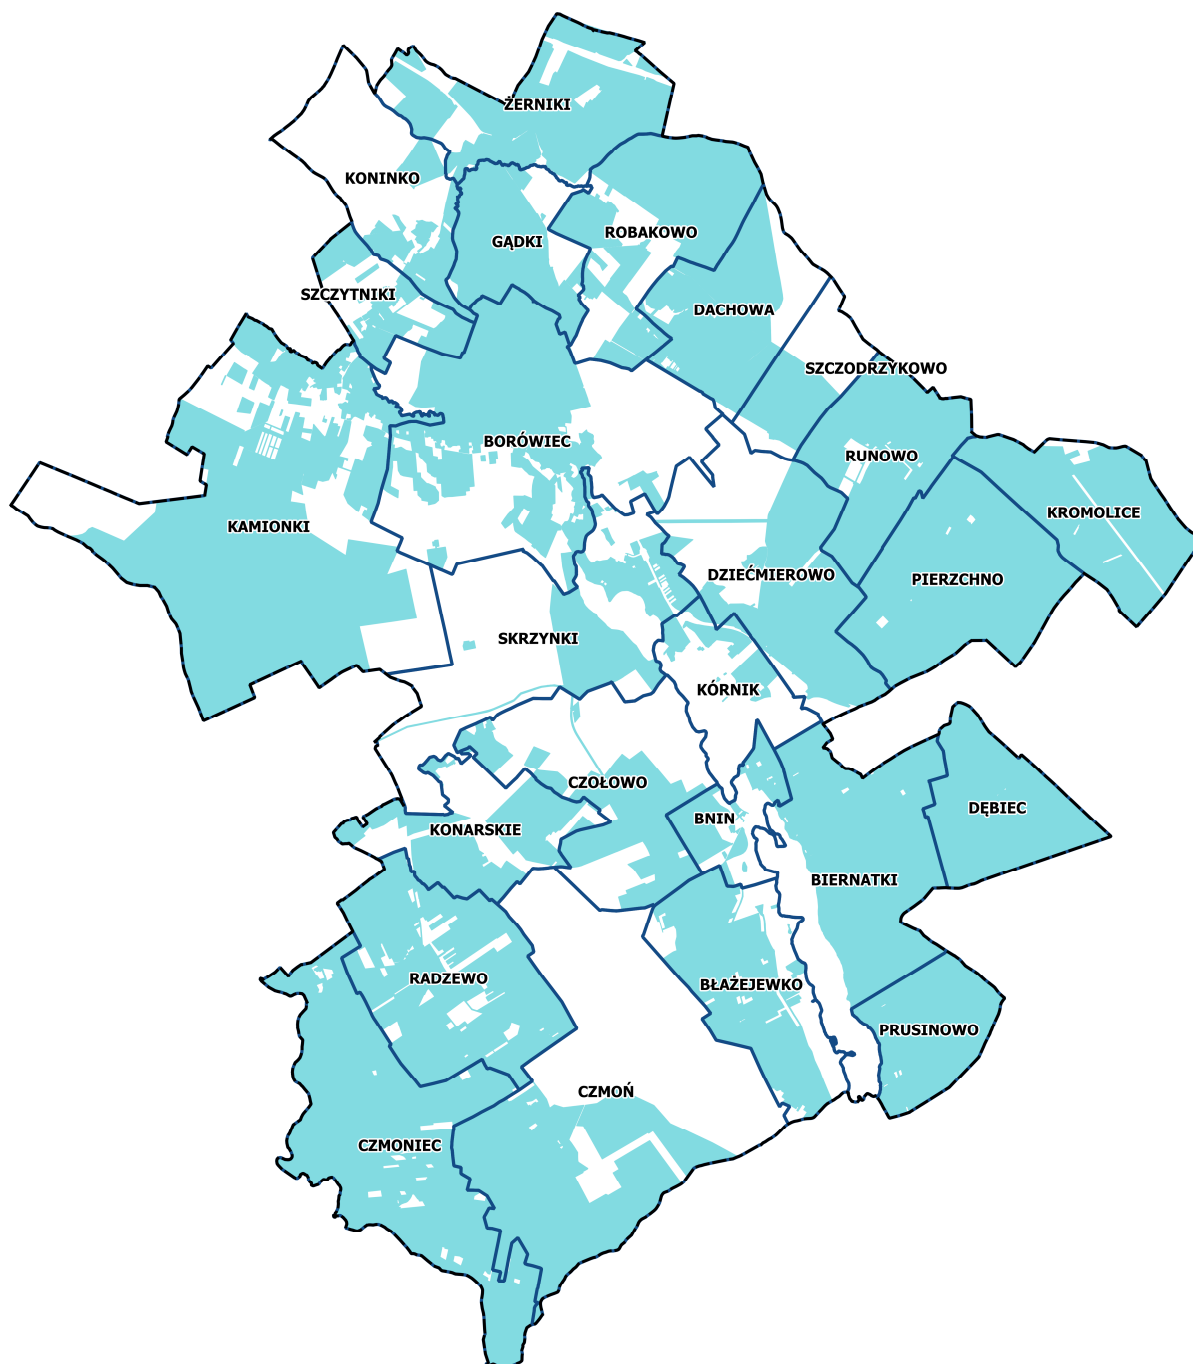 ŻERNIKI
KONINKO
ROBAKOWO
GĄDKI
SZCZYTNIKI
DACHOWA
SZCZODRZYKOWO
BORÓWIEC
RUNOWO
KROMOLICE
KAMIONKI
DZIEĆMIEROWO
PIERZCHNO
SKRZYNKI
KÓRNIK
CZOŁOWO
DĘBIEC
BNIN
KONARSKIE
BIERNATKI
RADZEWO
BŁAŻEJEWKO
PRUSINOWO
CZMOŃ
CZMONIEC